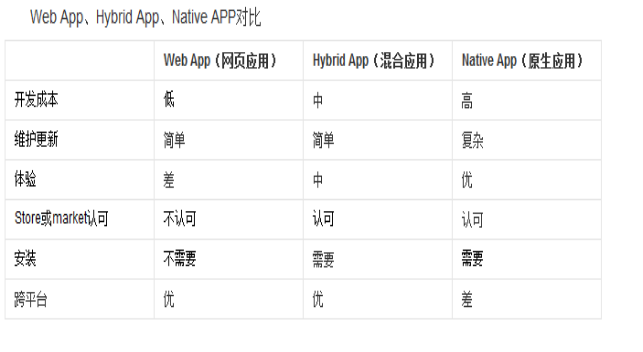 Web App、Hybrid App、Native APP对比
Web App（网页应用） Hybrid App（混合应用） Native App（原生应用）
开发成本 低 中 高
维护更新 简单 简单 复杂
体验 差 中 优
Store或market认可 不认可 认可 认可
安装 不需要 需要 需要
跨平台 优 优 差